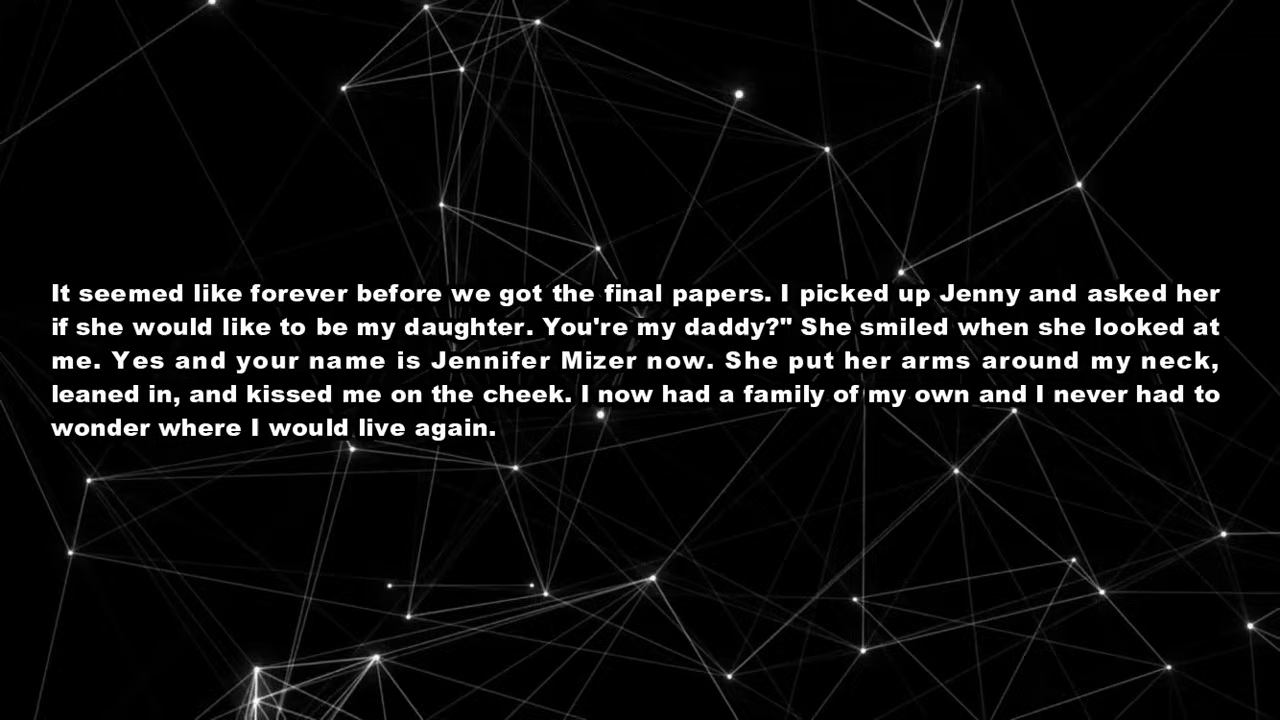 It seemed like forever before we got the final papers. I picked up Jenny and asked her
if she would like to be my daughter. You're my daddy?" She smiled when she looked at
me. Yes and your name is Jennifer Mizer now. She put her arms around my neck,
leaned in, and kissed me on the cheek. I now had a family of my own and I never had to
wonder where I would live again.